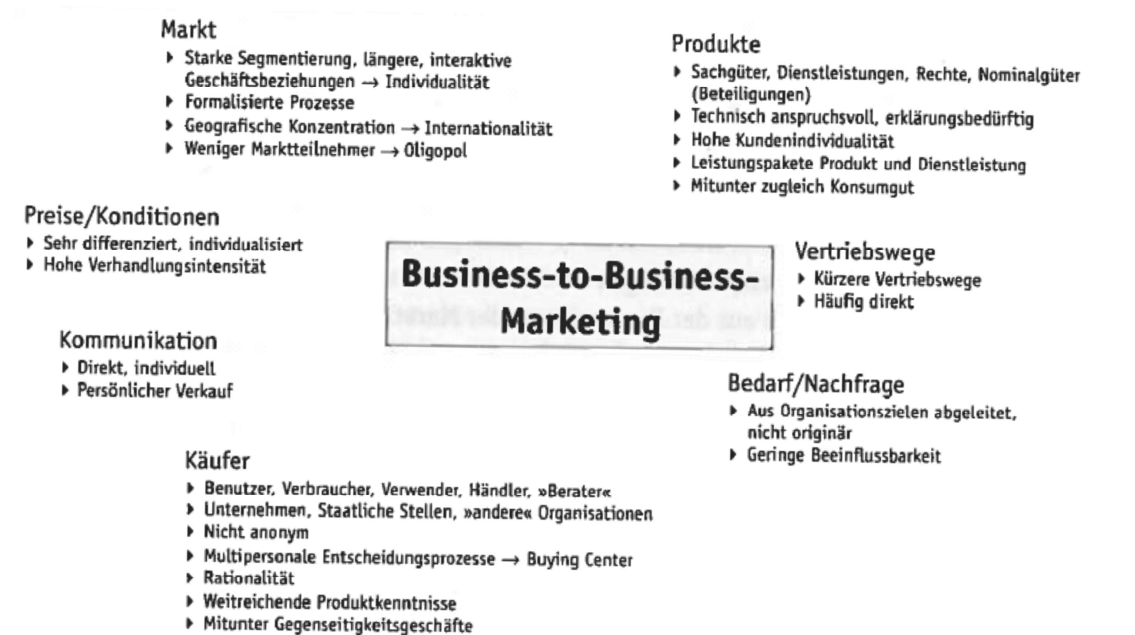 Markt
Starke Segmentierung, längere, interaktive
Geschäftsbeziehungen → Individualität
Formalisierte Prozesse
Geografische Konzentration → Internationalität
Weniger Marktteilnehmer → Oligopol
Produkte
Sachgüter, Dienstleistungen, Rechte, Nominalgüter
(Beteiligungen)
Technisch anspruchsvoll, erklärungsbedürftig
Hohe Kundenindividualität
Leistungspakete Produkt und Dienstleistung
Mitunter zugleich Konsumgut
Preise/Konditionen
Sehr differenziert, individualisiert
Hohe Verhandlungsintensität
Business-to-Business-
Marketing
Vertriebswege
Kürzere Vertriebswege
Häufig direkt
Kommunikation
Direkt, individuell
Persönlicher Verkauf
Bedarf/Nachfrage
Aus Organisationszielen abgeleitet,
nicht originär
Geringe Beeinflussbarkeit
Käufer
Benutzer, Verbraucher, Verwender, Händler, »Berater«
Unternehmen, Staatliche Stellen, »andere« Organisationen
Nicht anonym
Multipersonale Entscheidungsprozesse → Buying Center
Rationalität
Weitreichende Produktkenntnisse
Mitunter Gegenseitigkeitsgeschäfte